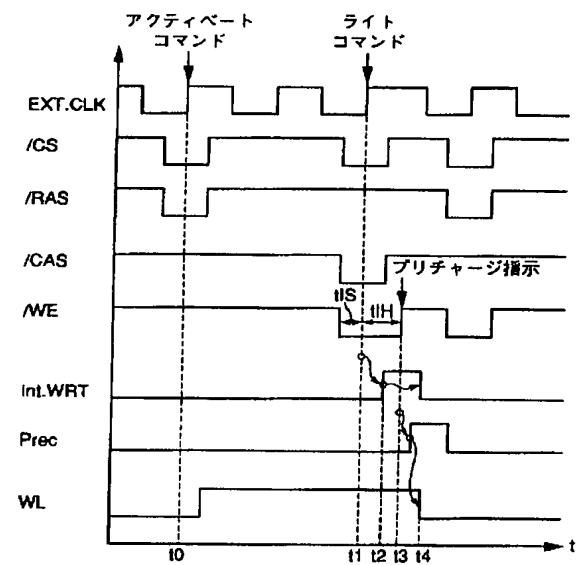 アクティベート
コマンド
ライト
コマンド
EXT.CLK
/CS
/RAS
/CAS
プリチャージ指示
/WE
tIS
tIH
Int.WRT
Prec
WL
t0
t1
t2
t3
t4
t